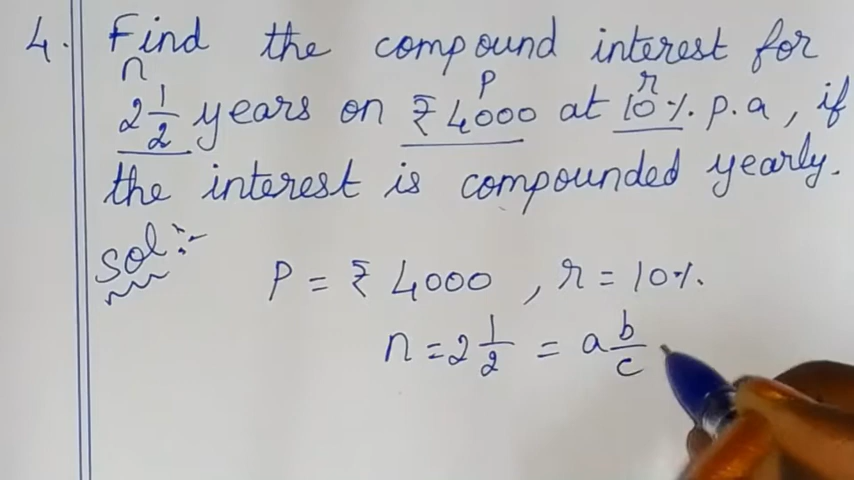 4. Find the compound interest for
n P r
2 1/2 years on ₹4000 at 10%. p.a, if
the interest is compounded yearly.
Sol:-
P = ₹ 4000 , r = 10%.
n = 2 1/2 = a b/c